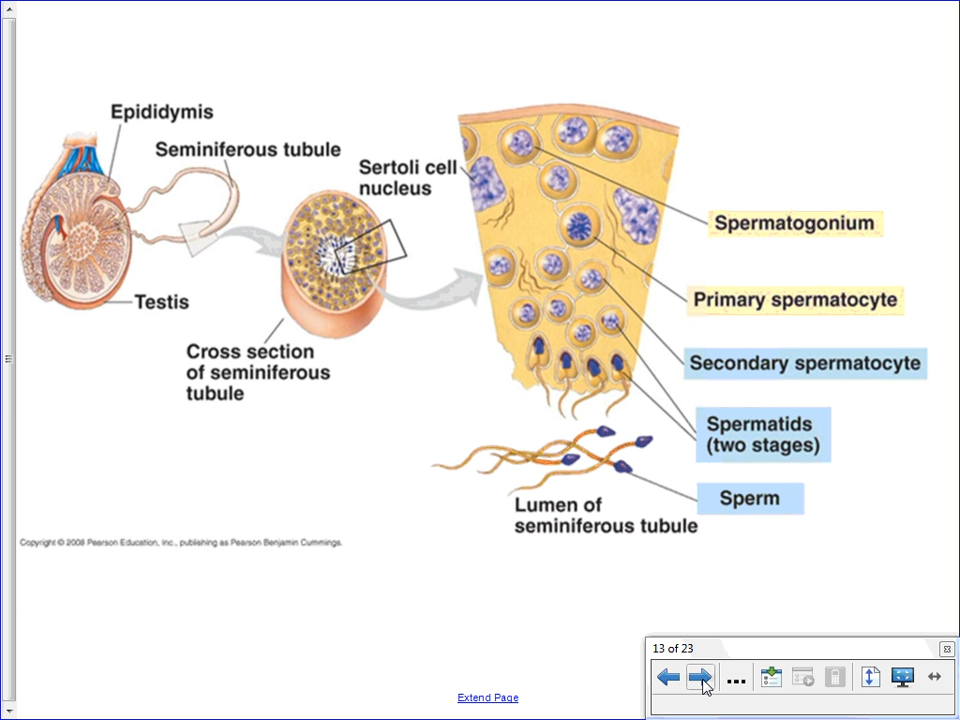 Epididymis
Seminiferous tubule
Sertoli cell
nucleus
Spermatogonium
Primary spermatocyte
Testis
Cross section
of seminiferous
tubule
Secondary spermatocyte
Spermatids
(two stages)
Sperm
Lumen of
seminiferous tubule
Copyright © 2008 Pearson Education, Inc., publishing as Pearson Benjamin Cummings.
13 of 23
Extend Page